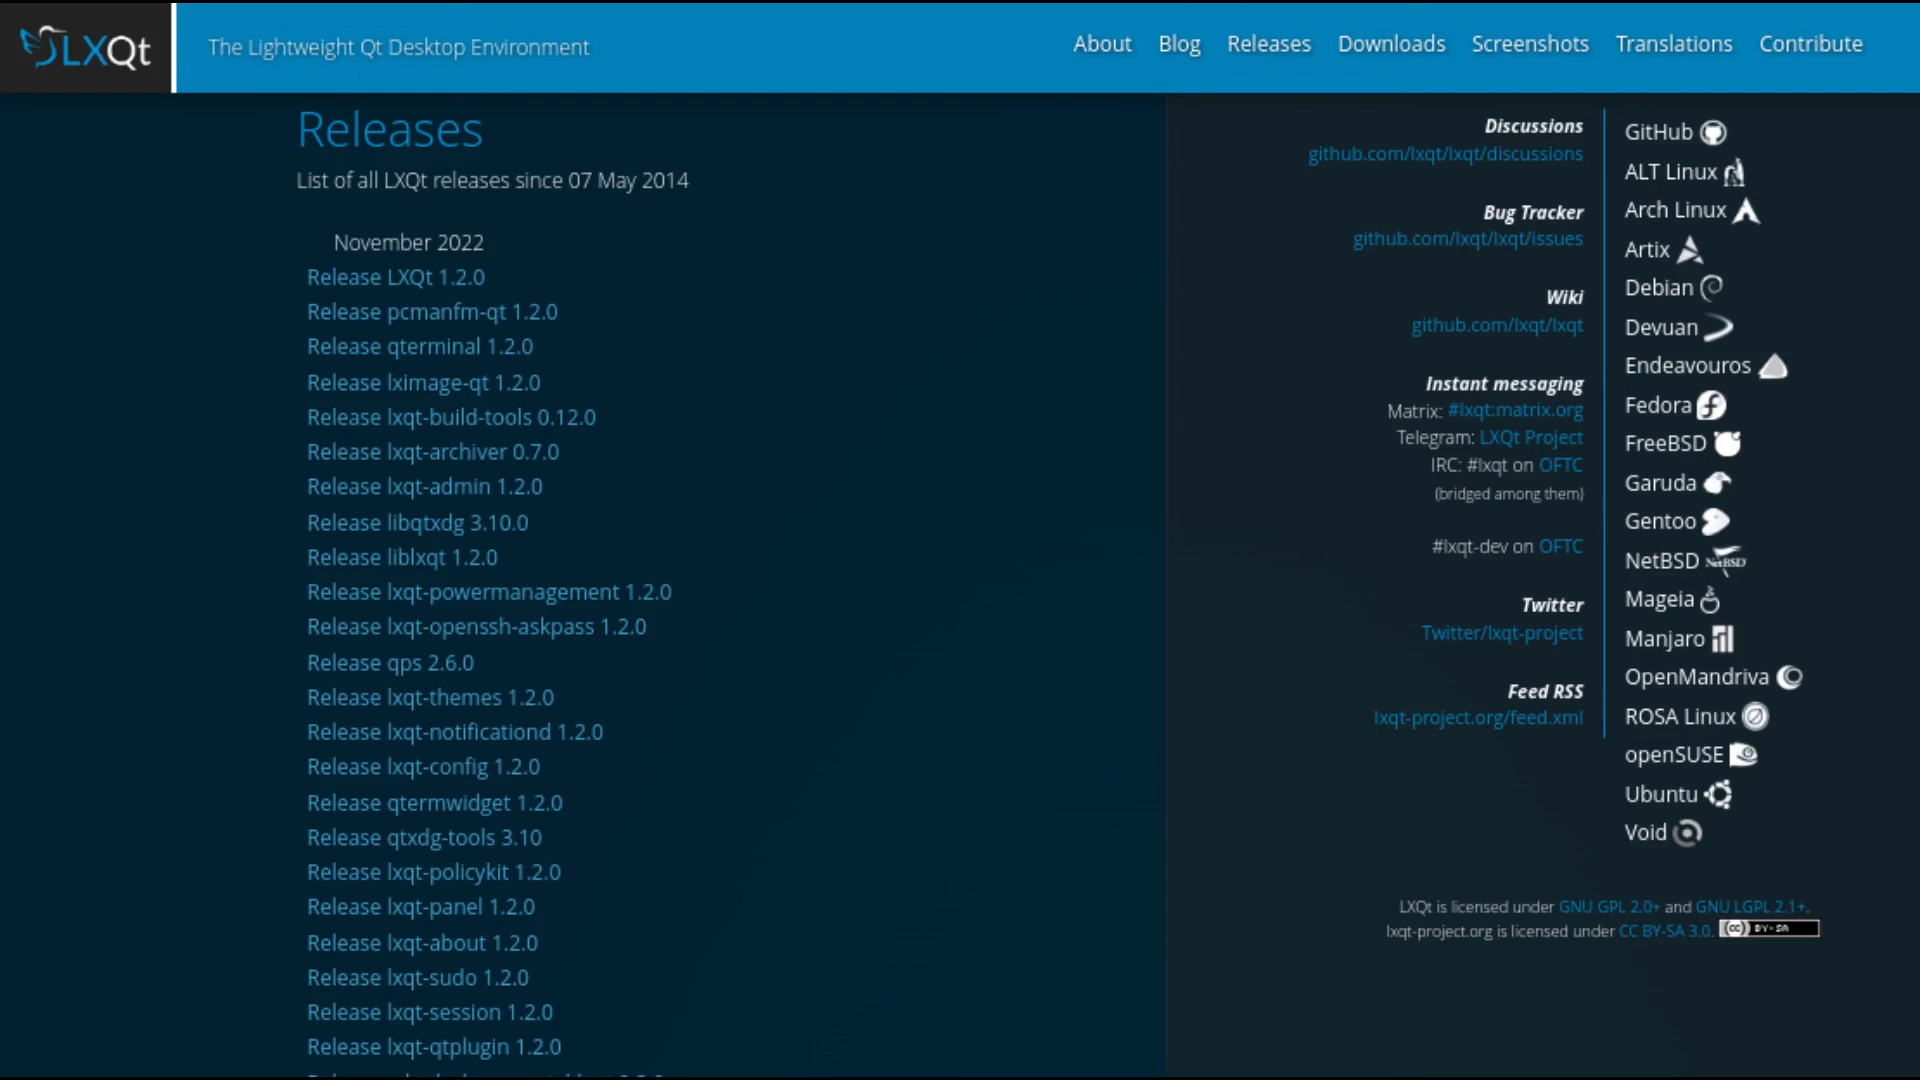 LXQt
The Lightweight Qt Desktop Environment
About Blog Releases Downloads Screenshots Translations Contribute
Releases
List of all LXQt releases since 07 May 2014
November 2022
Release LXQt 1.2.0
Release pcmanfm-qt 1.2.0
Release qterminal 1.2.0
Release lximage-qt 1.2.0
Release lxqt-build-tools 0.12.0
Release lxqt-archiver 0.7.0
Release lxqt-admin 1.2.0
Release libqtxdg 3.10.0
Release liblxqt 1.2.0
Release lxqt-powermanagement 1.2.0
Release lxqt-openssh-askpass 1.2.0
Release qps 2.6.0
Release lxqt-themes 1.2.0
Release lxqt-notificationd 1.2.0
Release lxqt-config 1.2.0
Release qtermwidget 1.2.0
Release qtxdg-tools 3.10
Release lxqt-policykit 1.2.0
Release lxqt-panel 1.2.0
Release lxqt-about 1.2.0
Release lxqt-sudo 1.2.0
Release lxqt-session 1.2.0
Release lxqt-qtplugin 1.2.0
Discussions
github.com/lxqt/lxqt/discussions
Bug Tracker
github.com/lxqt/lxqt/issues
Wiki
github.com/lxqt/lxqt
Instant messaging
Matrix: #lxqt:matrix.org
Telegram: LXQt Project
IRC: #lxqt on OFTC
(bridged among them)
#lxqt-dev on OFTC
Twitter
Twitter/lxqt-project
Feed RSS
lxqt-project.org/feed.xml
GitHub
ALT Linux
Arch Linux
Artix
Debian
Devuan
Endeavouros
Fedora
FreeBSD
Garuda
Gentoo
NetBSD NetBSD
Mageia
Manjaro
OpenMandriva
ROSA Linux
openSUSE
Ubuntu
Void
LXQt is licensed under GNU GPL 2.0+ and GNU LGPL 2.1+.
lxqt-project.org is licensed under CC BY-SA 3.0. (cc) BY-SA